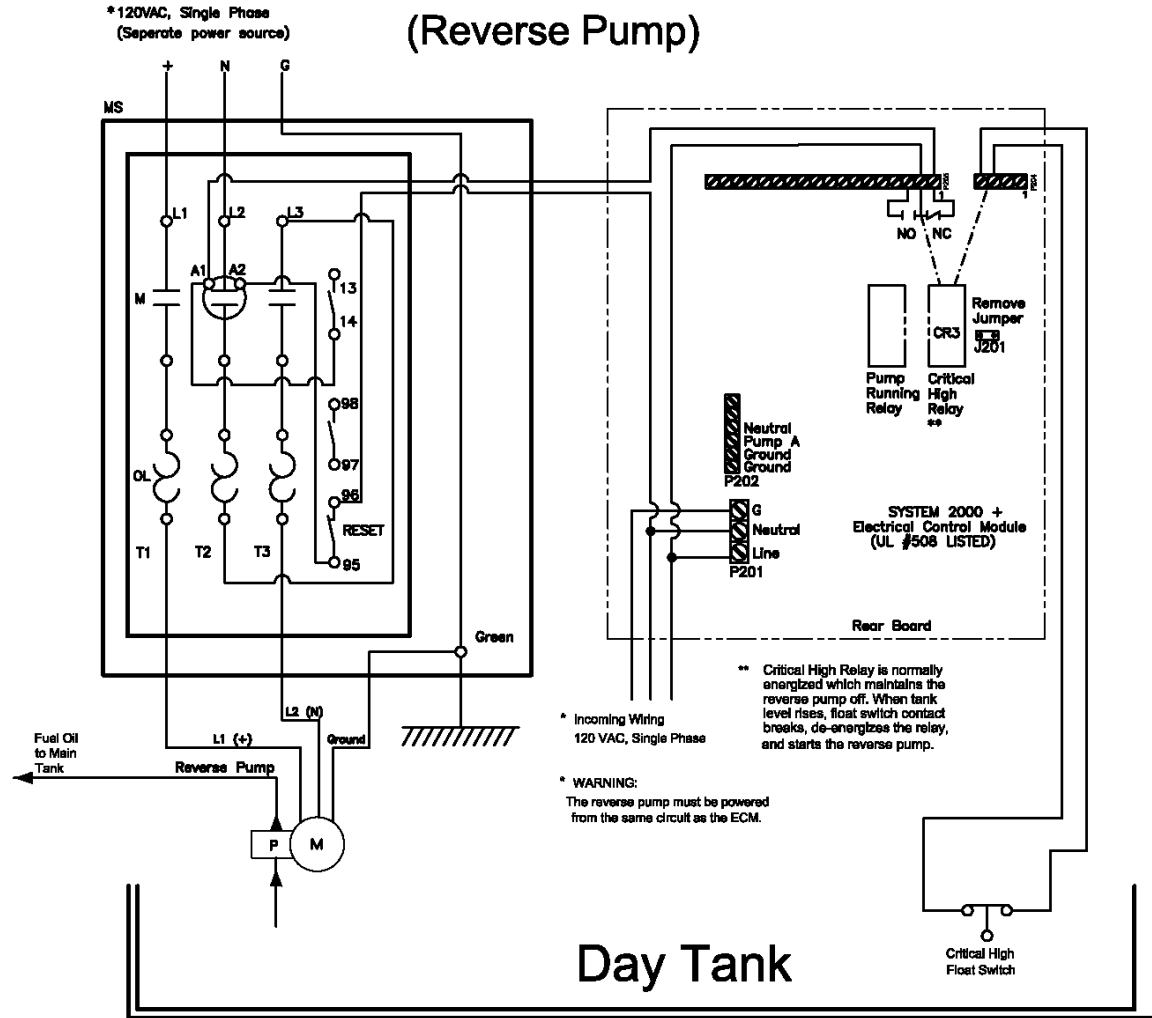 (Reverse Pump)
*120VAC, Single Phase
(Seperate power source)
+ N G
MS
L1 L2 L3
A1 A2
M
13
14
98
97
OL
96
RESET
95
T1 T2 T3
Green
L2 (N)
L1 (+) Ground
Fuel Oil
to Main
Tank
Reverse Pump
P M
P205
1
P204
1
NO NC
CR3
Remove
Jumper
J201
Pump
Running
Relay
Critical
High
Relay
**
Neutral
Pump A
Ground
Ground
P202
G
Neutral
Line
P201
SYSTEM 2000 +
Electrical Control Module
(UL #508 LISTED)
Rear Board
** Critical High Relay is normally
energized which maintains the
reverse pump off. When tank
level rises, float switch contact
breaks, de-energizes the relay,
and starts the reverse pump.
* Incoming Wiring
120 VAC, Single Phase
* WARNING:
The reverse pump must be powered
from the same circuit as the ECM.
Critical High
Float Switch
Day Tank